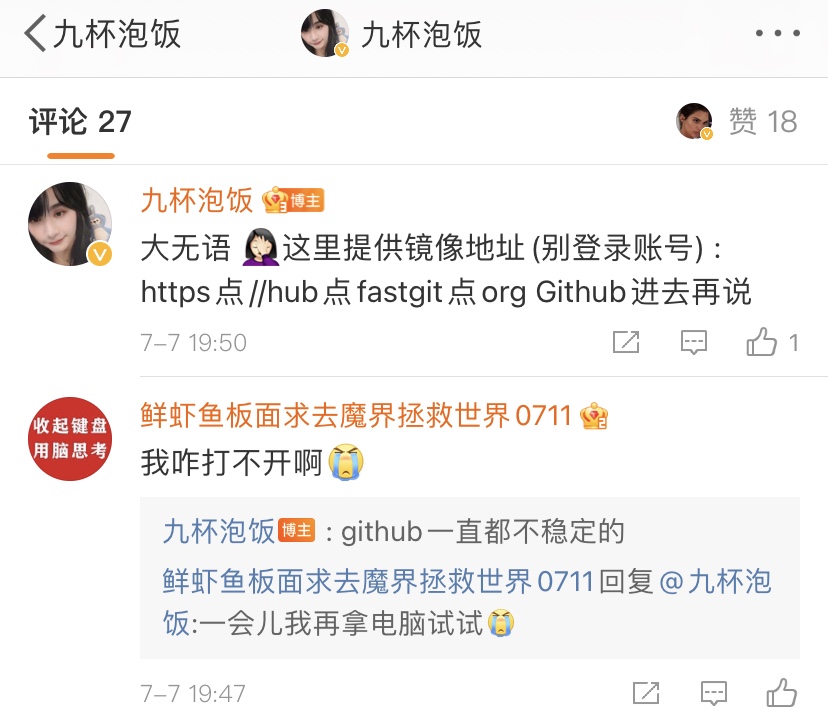 九杯泡饭 九杯泡饭
评论 27 赞 18
九杯泡饭 博主
大无语 🤦🏻‍♀️这里提供镜像地址(别登录账号)：
https点//hub点fastgit点org Github进去再说
7-7 19:50 1
收起键盘
用脑思考
鲜虾鱼板面求去魔界拯救世界0711
我咋打不开啊😭
九杯泡饭 博主：github一直都不稳定的
鲜虾鱼板面求去魔界拯救世界0711回复@九杯泡
饭:一会儿我再拿电脑试试😭
7-7 19:47